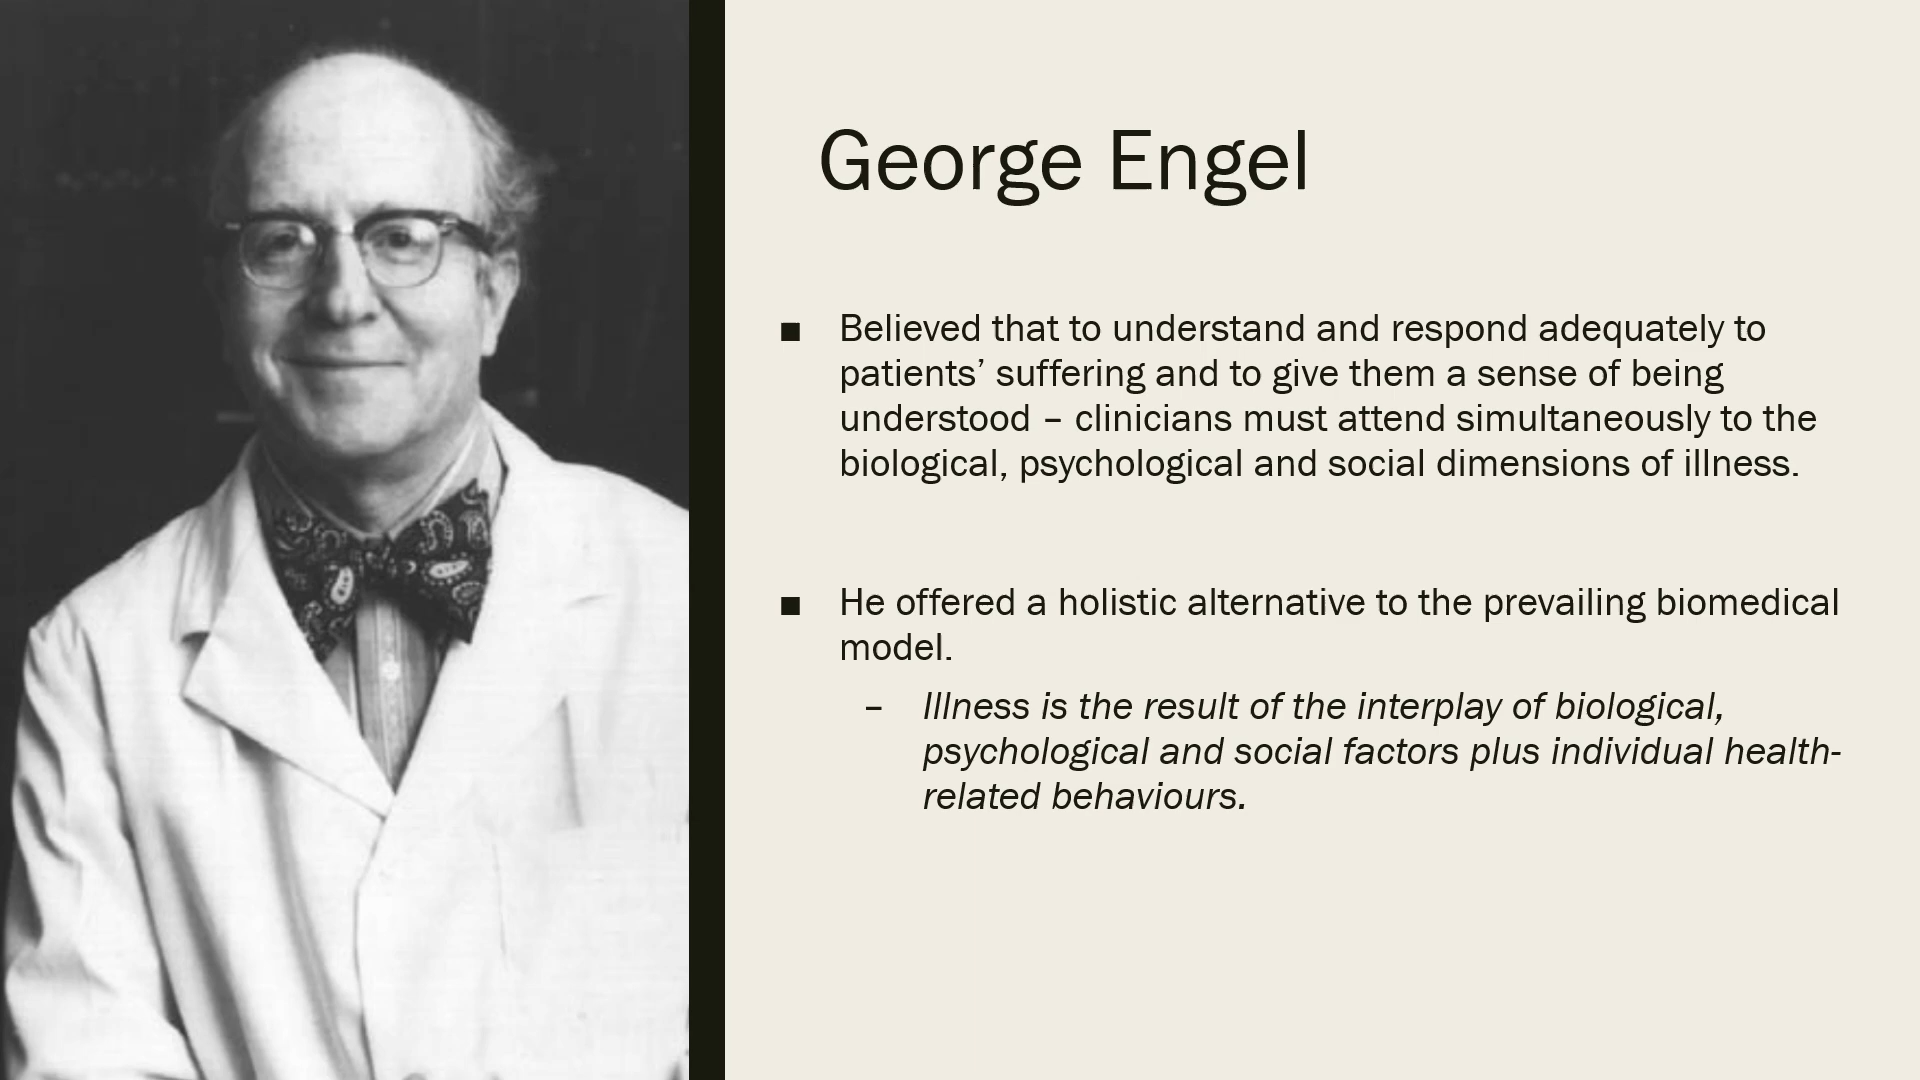 George Engel
■ Believed that to understand and respond adequately to
patients’ suffering and to give them a sense of being
understood – clinicians must attend simultaneously to the
biological, psychological and social dimensions of illness.
■ He offered a holistic alternative to the prevailing biomedical
model.
– Illness is the result of the interplay of biological,
psychological and social factors plus individual health-
related behaviours.